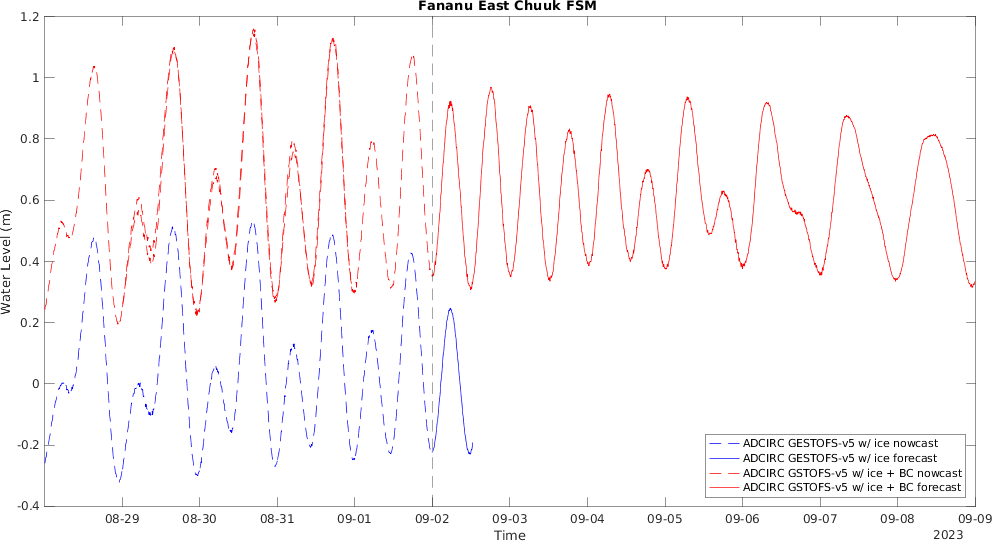 Fananu East Chuuk FSM
1.2
1
0.8
0.6
0.4
0.2
0
-0.2
-0.4
Water Level (m)
ADCIRC GESTOFS-v5 w/ ice nowcast
ADCIRC GESTOFS-v5 w/ ice forecast
ADCIRC GSTOFS-v5 w/ ice + BC nowcast
ADCIRC GSTOFS-v5 w/ ice + BC forecast
08-29 08-30 08-31 09-01 09-02 09-03 09-04 09-05 09-06 09-07 09-08 09-09
Time
2023